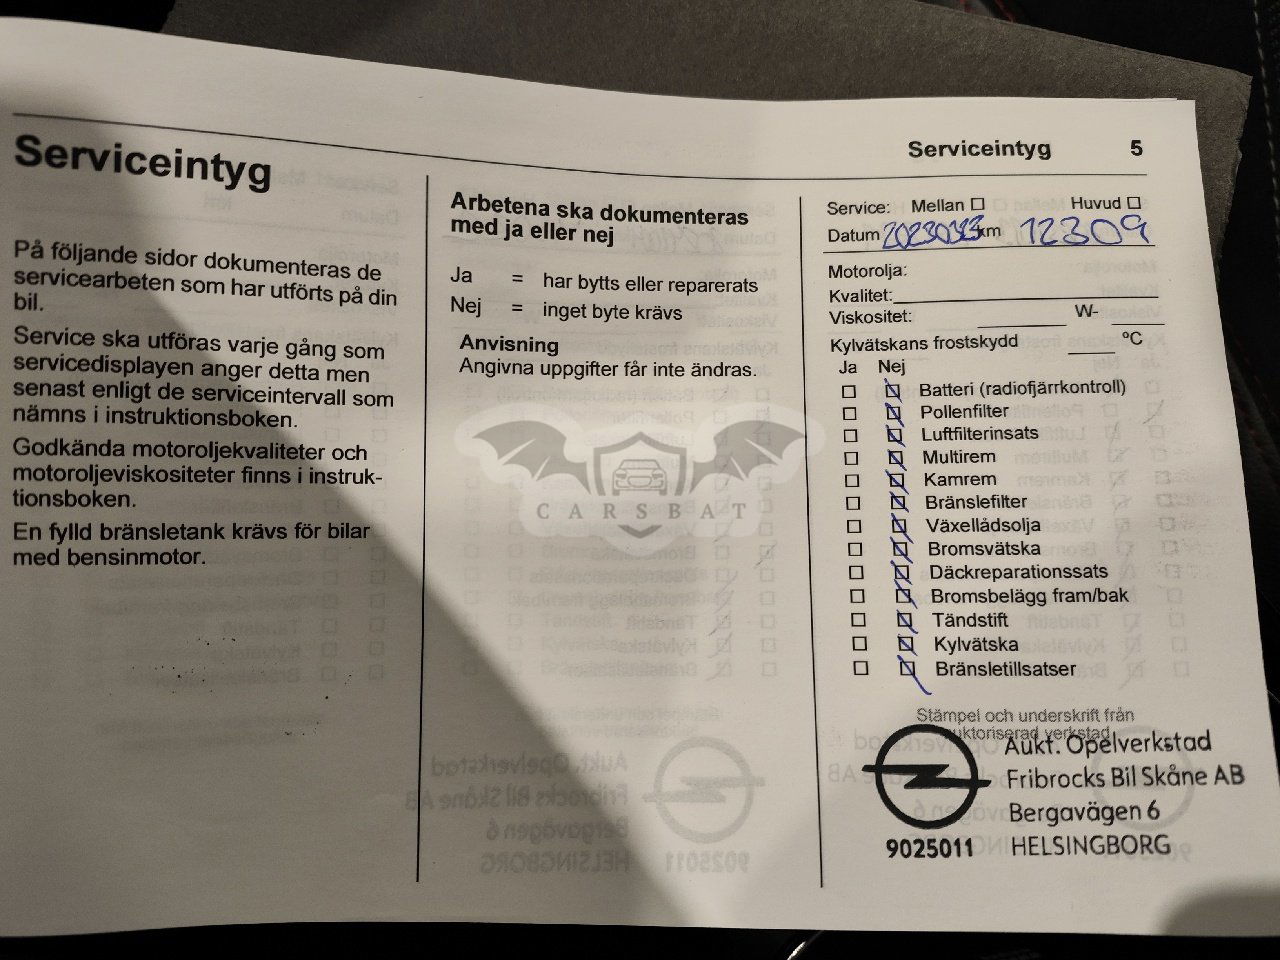 Serviceintyg 5
Serviceintyg
På följande sidor dokumenteras de
servicearbeten som har utförts på din
bil.
Service ska utföras varje gång som
servicedisplayen anger detta men
senast enligt de serviceintervall som
nämns i instruktionsboken.
Godkända motoroljekvaliteter och
motoroljeviskositeter finns i instruk-
tionsboken.
En fylld bränsletank krävs för bilar
med bensinmotor.
Arbetena ska dokumenteras
med ja eller nej
Ja = har bytts eller reparerats
Nej = inget byte krävs
Anvisning
Angivna uppgifter får inte ändras.
CARSBAT
Service: Mellan Huvud
Datum 20230323 km 12309
Motorolja:
Kvalitet:
Viskositet: W-
Kylvätskans frostskydd °C
Ja Nej
Batteri (radiofjärrkontroll)
Pollenfilter
Luftfilterinsats
Multirem
Kamrem
Bränslefilter
Växellådsolja
Bromsvätska
Däckreparationssats
Bromsbelägg fram/bak
Tändstift
Kylvätska
Bränsletillsatser
Stämpel och underskrift från
auktoriserad verkstad
Aukt. Opelverkstad
Fribrocks Bil Skåne AB
Bergavägen 6
9025011 HELSINGBORG